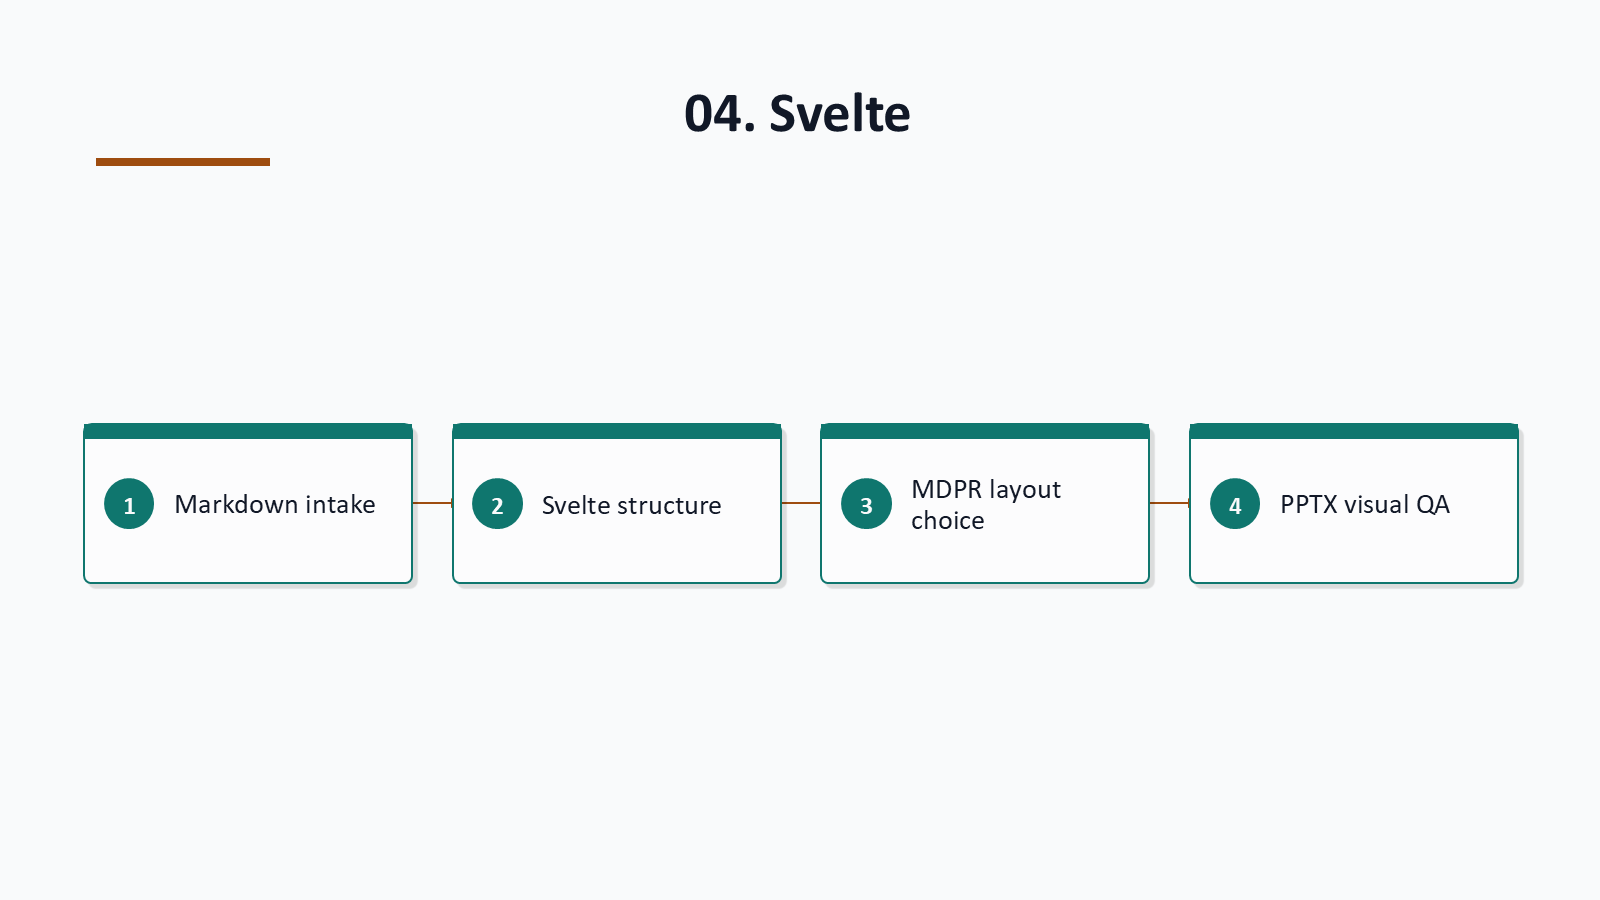 04. Svelte
1
Markdown intake
2
Svelte structure
3
MDPR layout
choice
4
PPTX visual QA